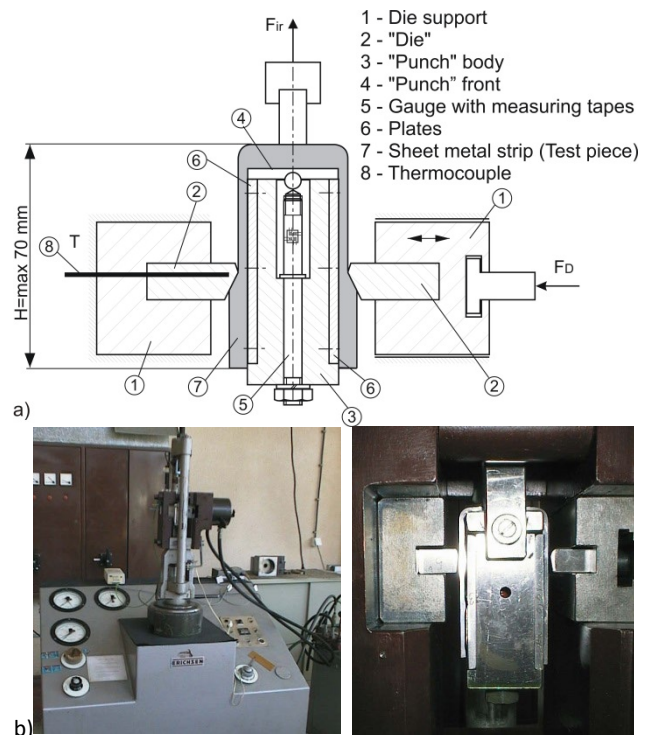 F_ir
1 - Die support
2 - "Die"
3 - "Punch" body
4 - "Punch" front
5 - Gauge with measuring tapes
6 - Plates
7 - Sheet metal strip (Test piece)
8 - Thermocouple
4
6
2
1
8
T
H=max 70 mm
F_D
1
7
5
3
6
2
a)
ERICHSEN
b)